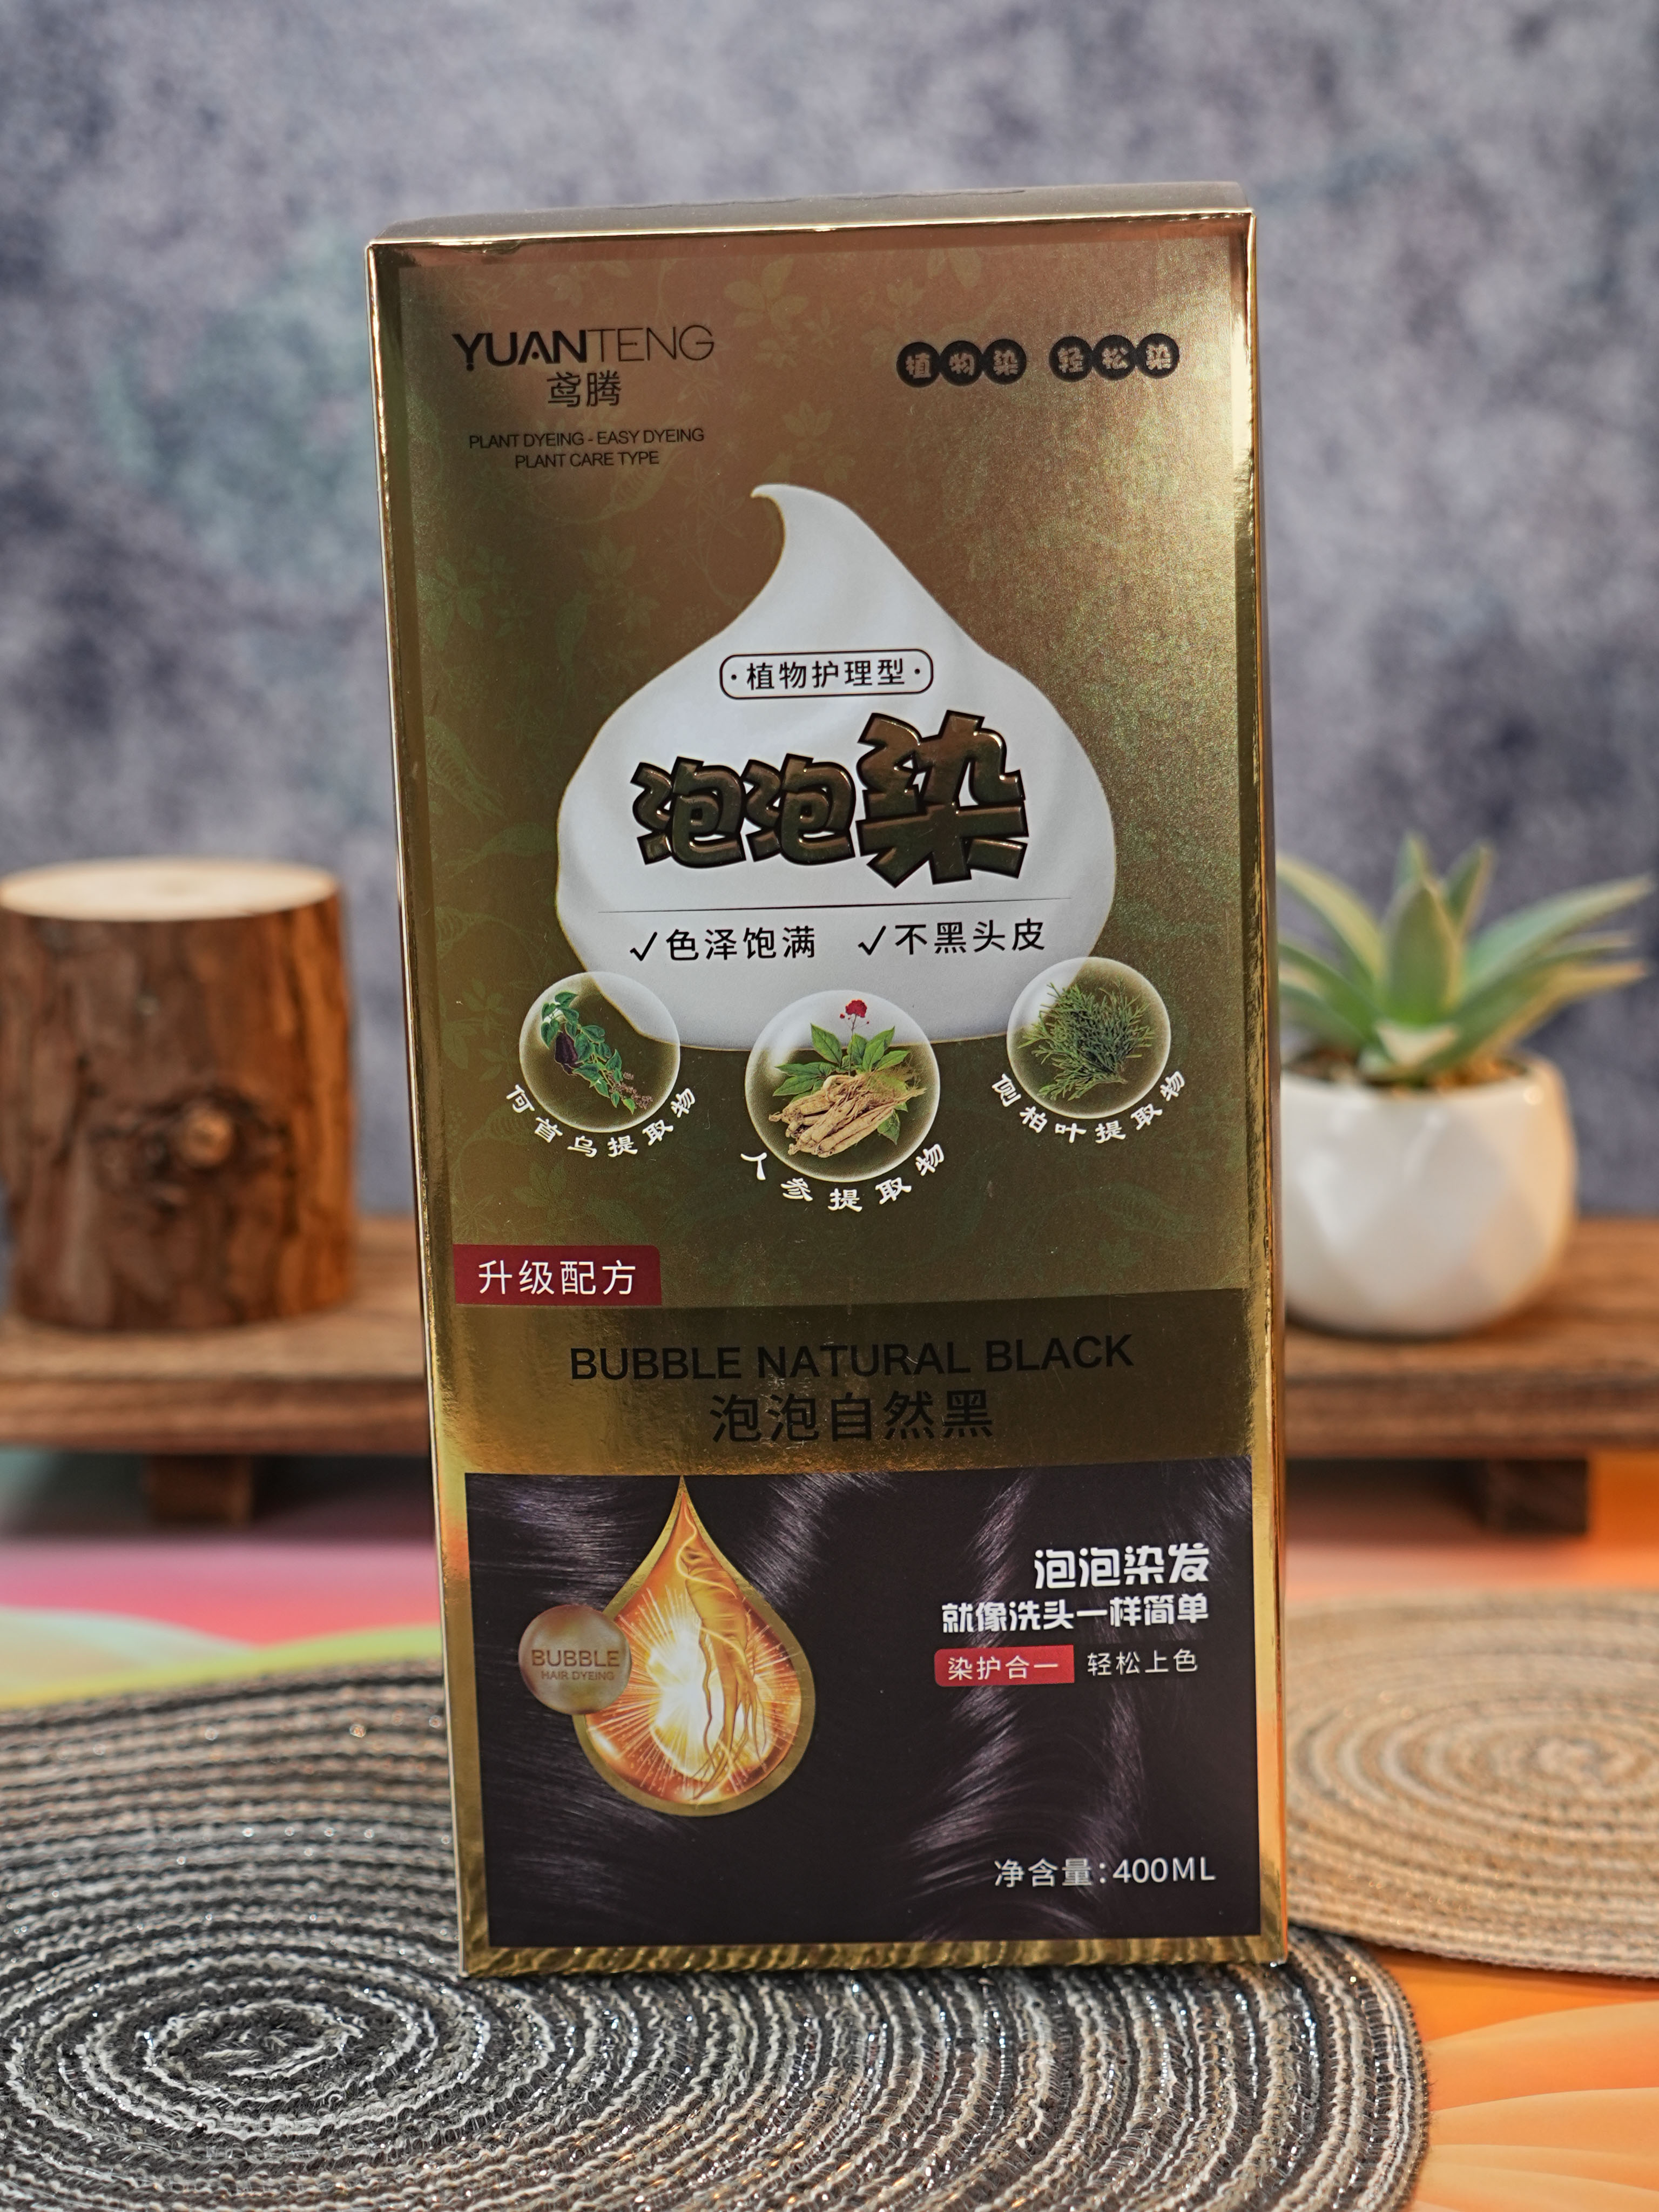 YUANTENG
鸢腾
PLANT DYEING - EASY DYEING
PLANT CARE TYPE
植物染 轻松染
·植物护理型·
泡泡染
✓色泽饱满 ✓不黑头皮
何首乌提取物
人参提取物
侧柏叶提取物
升级配方
BUBBLE NATURAL BLACK
泡泡自然黑
BUBBLE
HAIR DYEING
泡泡染发
就像洗头一样简单
染护合一 轻松上色
净含量:400ML